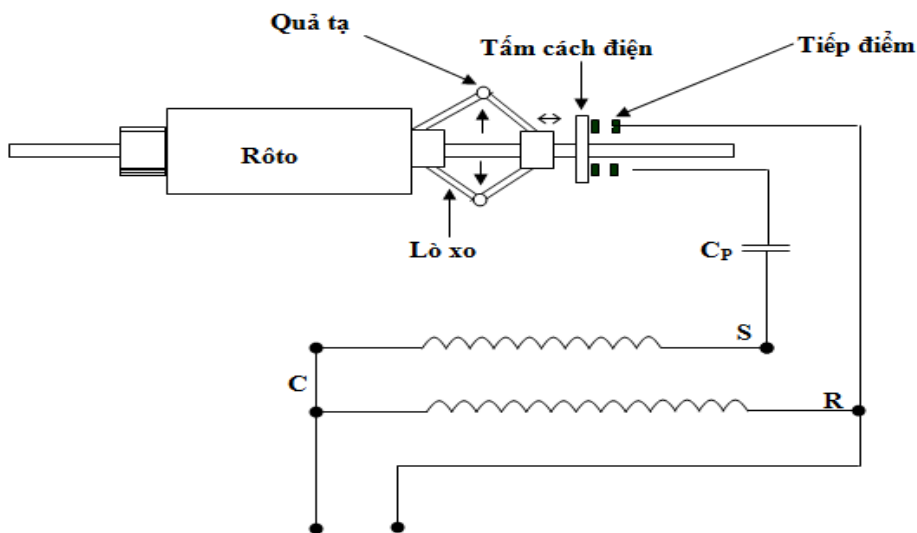 Quả tạ
Tấm cách điện
Tiếp điểm
Rôto
Lò xo
CP
S
C
R